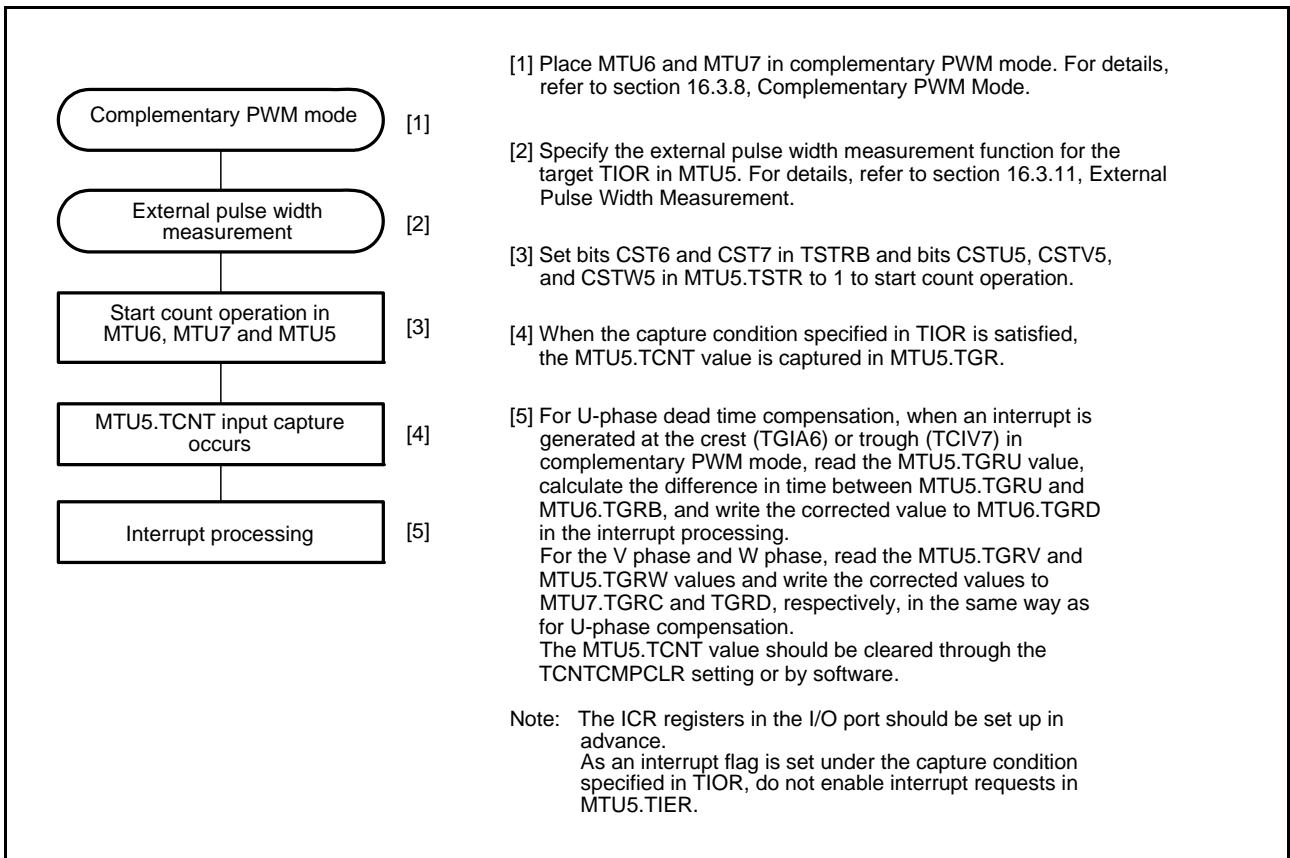 Complementary PWM mode
[1]
External pulse width
measurement
[2]
Start count operation in
MTU6, MTU7 and MTU5
[3]
MTU5.TCNT input capture
occurs
[4]
Interrupt processing
[5]
[1] Place MTU6 and MTU7 in complementary PWM mode. For details,
refer to section 16.3.8, Complementary PWM Mode.
[2] Specify the external pulse width measurement function for the
target TIOR in MTU5. For details, refer to section 16.3.11, External
Pulse Width Measurement.
[3] Set bits CST6 and CST7 in TSTRB and bits CSTU5, CSTV5,
and CSTW5 in MTU5.TSTR to 1 to start count operation.
[4] When the capture condition specified in TIOR is satisfied,
the MTU5.TCNT value is captured in MTU5.TGR.
[5] For U-phase dead time compensation, when an interrupt is
generated at the crest (TGIA6) or trough (TCIV7) in
complementary PWM mode, read the MTU5.TGRU value,
calculate the difference in time between MTU5.TGRU and
MTU6.TGRB, and write the corrected value to MTU6.TGRD
in the interrupt processing.
For the V phase and W phase, read the MTU5.TGRV and
MTU5.TGRW values and write the corrected values to
MTU7.TGRC and TGRD, respectively, in the same way as
for U-phase compensation.
The MTU5.TCNT value should be cleared through the
TCNTCMPCLR setting or by software.
Note: The ICR registers in the I/O port should be set up in
advance.
As an interrupt flag is set under the capture condition
specified in TIOR, do not enable interrupt requests in
MTU5.TIER.